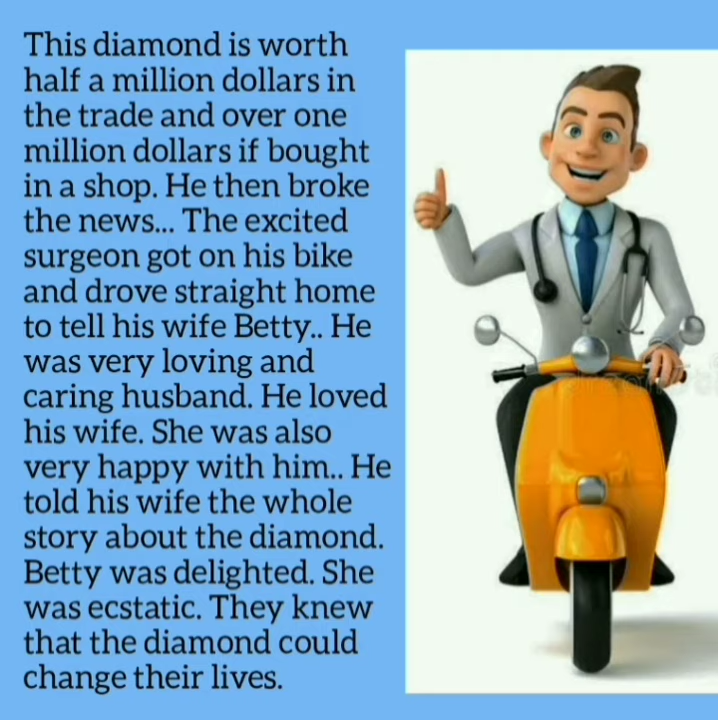 This diamond is worth
half a million dollars in
the trade and over one
million dollars if bought
in a shop. He then broke
the news... The excited
surgeon got on his bike
and drove straight home
to tell his wife Betty.. He
was very loving and
caring husband. He loved
his wife. She was also
very happy with him.. He
told his wife the whole
story about the diamond.
Betty was delighted. She
was ecstatic. They knew
that the diamond could
change their lives.